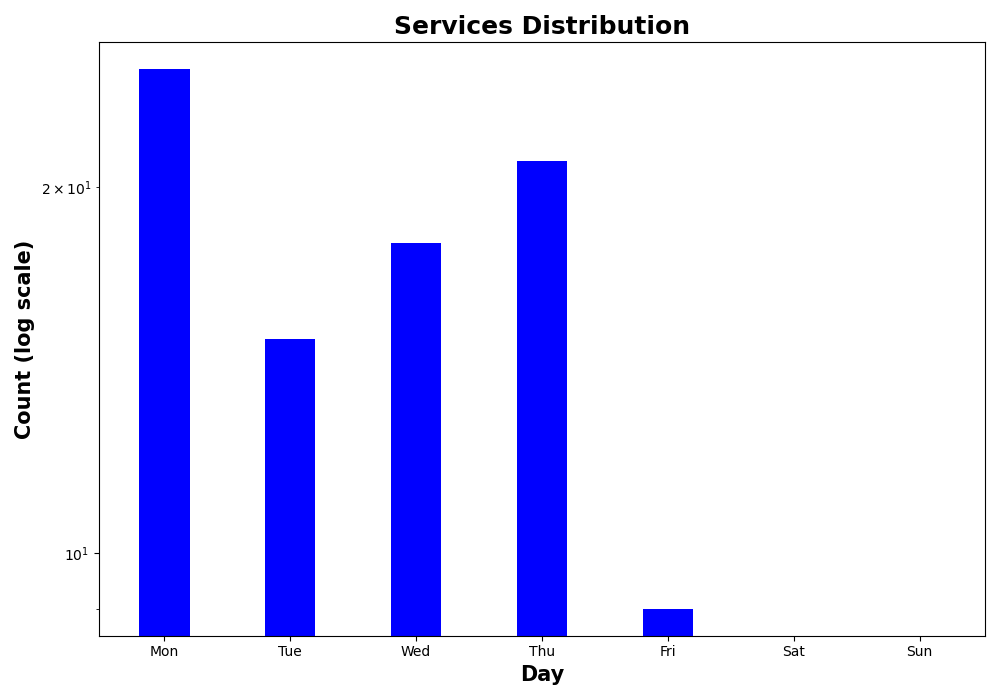 Services Distribution
Count (log scale)
2 × 10¹
10¹
Mon Tue Wed Thu Fri Sat Sun
Day